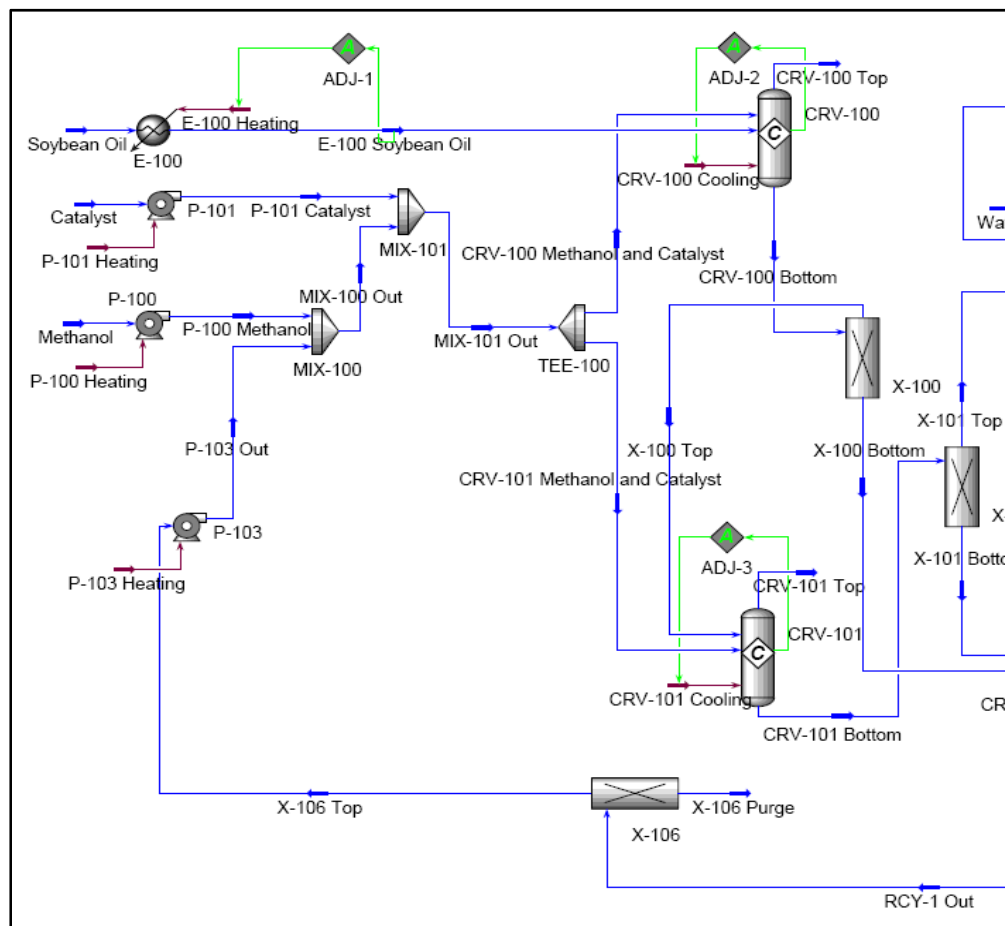 A
ADJ-1
A
ADJ-2
CRV-100 Top
CRV-100
C
E-100 Heating
Soybean Oil
E-100
E-100 Soybean Oil
CRV-100 Cooling
Catalyst
P-101
P-101 Catalyst
MIX-101
P-101 Heating
CRV-100 Methanol and Catalyst
CRV-100 Bottom
Wa
P-100
MIX-100 Out
Methanol
P-100 Methanol
MIX-100
MIX-101 Out
TEE-100
P-100 Heating
X-100
X-101 Top
P-103 Out
X-100 Top
X-100 Bottom
CRV-101 Methanol and Catalyst
P-103
X-
A
ADJ-3
X-101 Botto
P-103 Heating
CRV-101 Top
CRV-101
C
CRV-101 Cooling
CR
CRV-101 Bottom
X-106 Top
X-106 Purge
X-106
RCY-1 Out